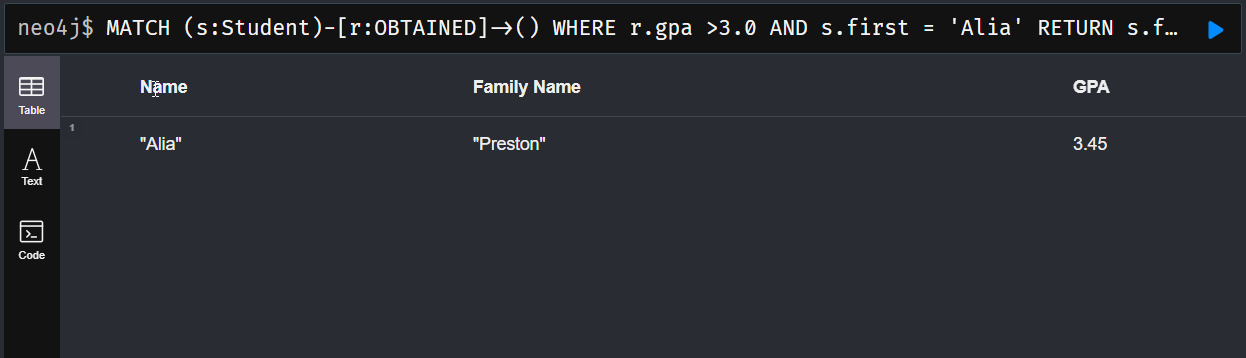 neo4j$ MATCH (s:Student)-[r:OBTAINED]->() WHERE r.gpa >3.0 AND s.first = 'Alia' RETURN s.f…
Table
Name Family Name GPA
1
"Alia" "Preston" 3.45
A
Text
Code